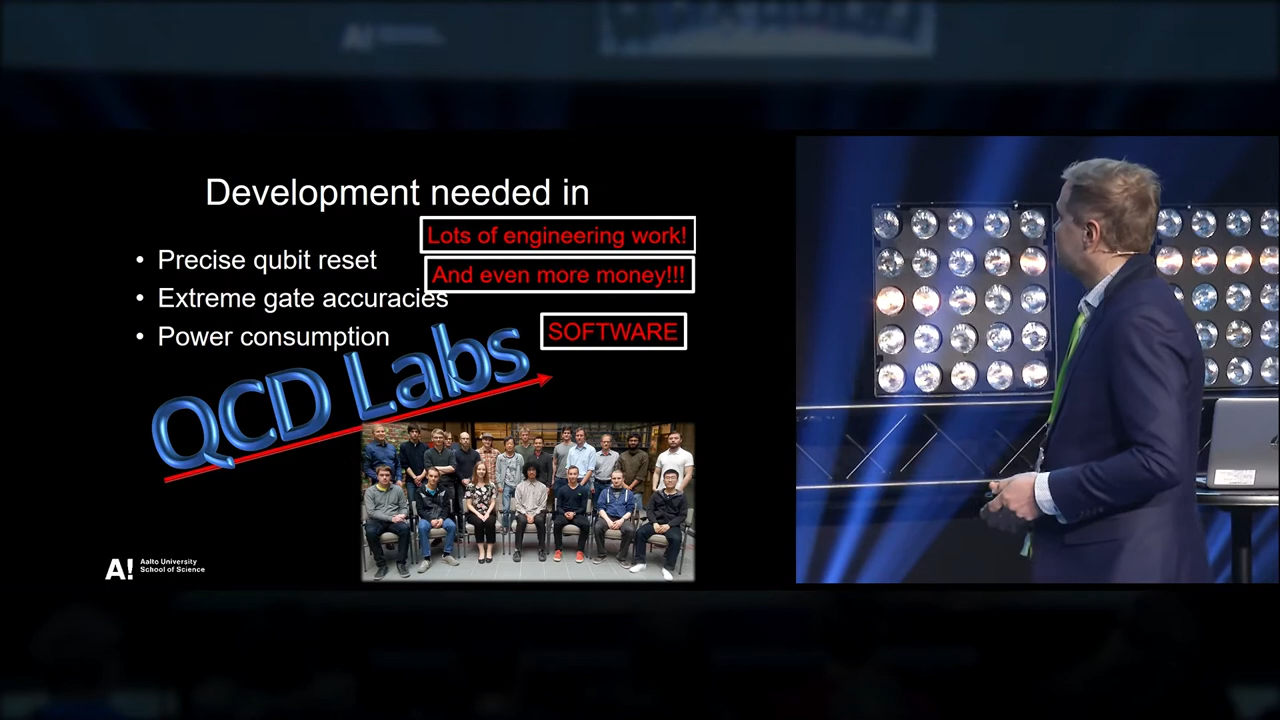 Development needed in
Lots of engineering work!
• Precise qubit reset
And even more money!!!
• Extreme gate accuracies
• Power consumption
SOFTWARE
QCD Labs
A!
Aalto University
School of Science